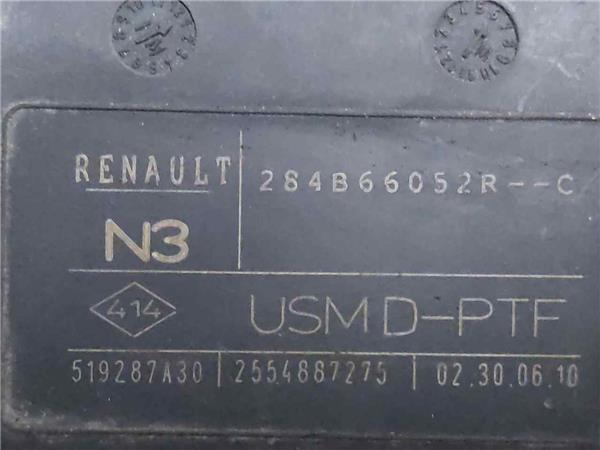 RENAULT 284B66052R--C
N3
414 USM D-PTF
519287A30 2554887275 02.30.06.10